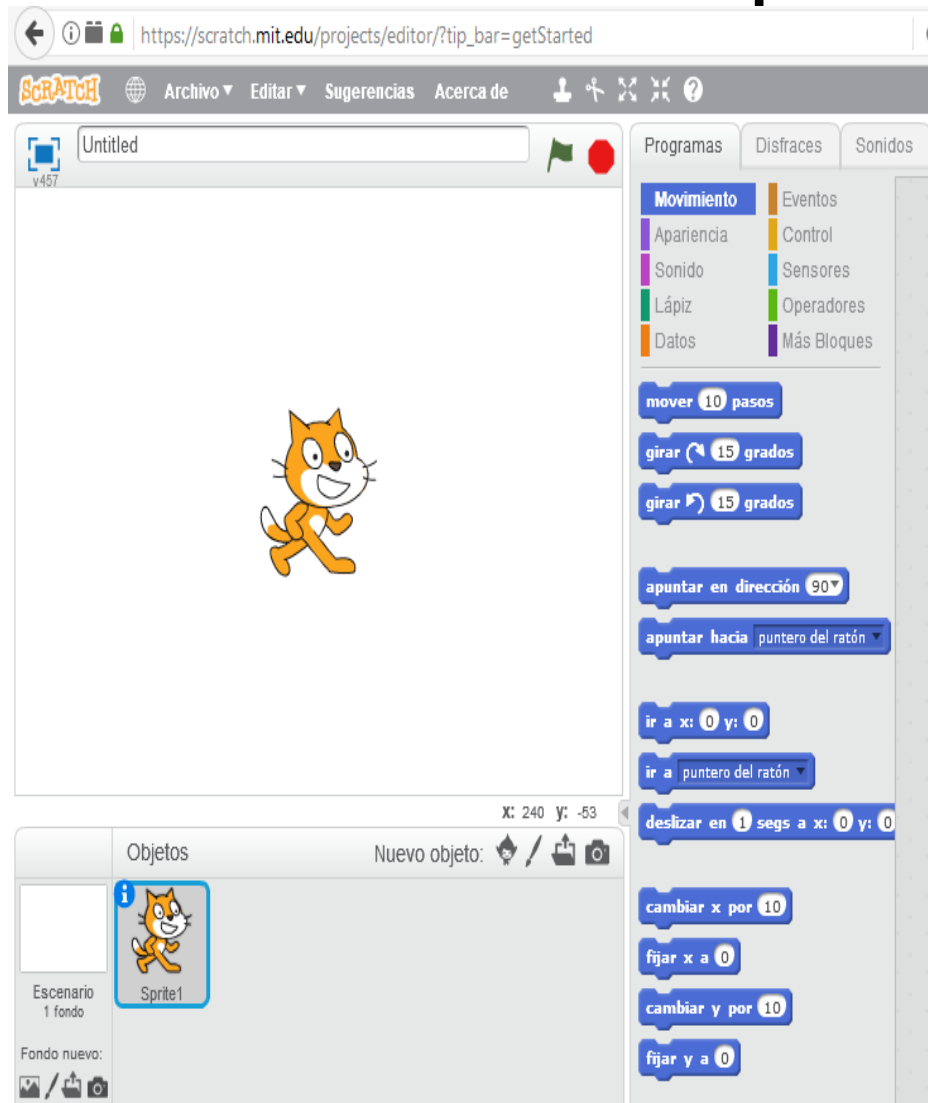 https://scratch.mit.edu/projects/editor/?tip_bar=getStarted
SCRATCH Archivo Editar Sugerencias Acerca de
Untitled
v457
Programas Disfraces Sonidos
Movimiento Eventos
Apariencia Control
Sonido Sensores
Lápiz Operadores
Datos Más Bloques
mover 10 pasos
girar 15 grados
girar 15 grados
apuntar en dirección 90
apuntar hacia puntero del ratón
ir a x: 0 y: 0
ir a puntero del ratón
deslizar en 1 segs a x: 0 y: 0
cambiar x por 10
fijar x a 0
cambiar y por 10
fijar y a 0
x: 240 y: -53
Objetos Nuevo objeto:
Sprite1
Escenario
1 fondo
Fondo nuevo: